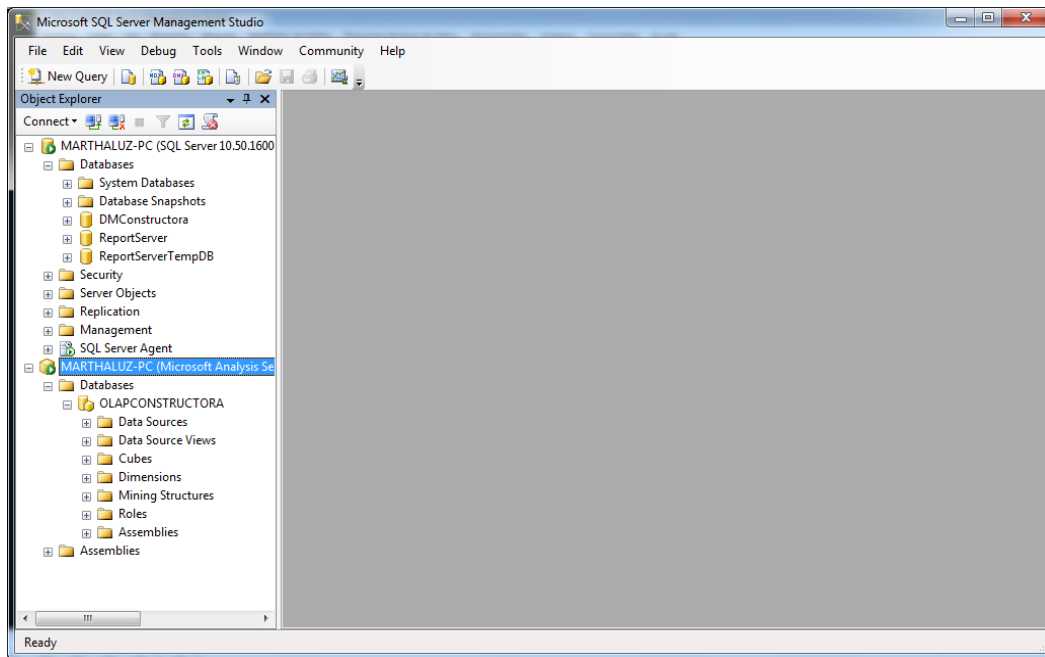 Microsoft SQL Server Management Studio
File Edit View Debug Tools Window Community Help
New Query
Object Explorer
Connect
MARTHALUZ-PC (SQL Server 10.50.1600
Databases
System Databases
Database Snapshots
DMConstructora
ReportServer
ReportServerTempDB
Security
Server Objects
Replication
Management
SQL Server Agent
MARTHALUZ-PC (Microsoft Analysis Se
Databases
OLAPCONSTRUCTORA
Data Sources
Data Source Views
Cubes
Dimensions
Mining Structures
Roles
Assemblies
Assemblies
Ready